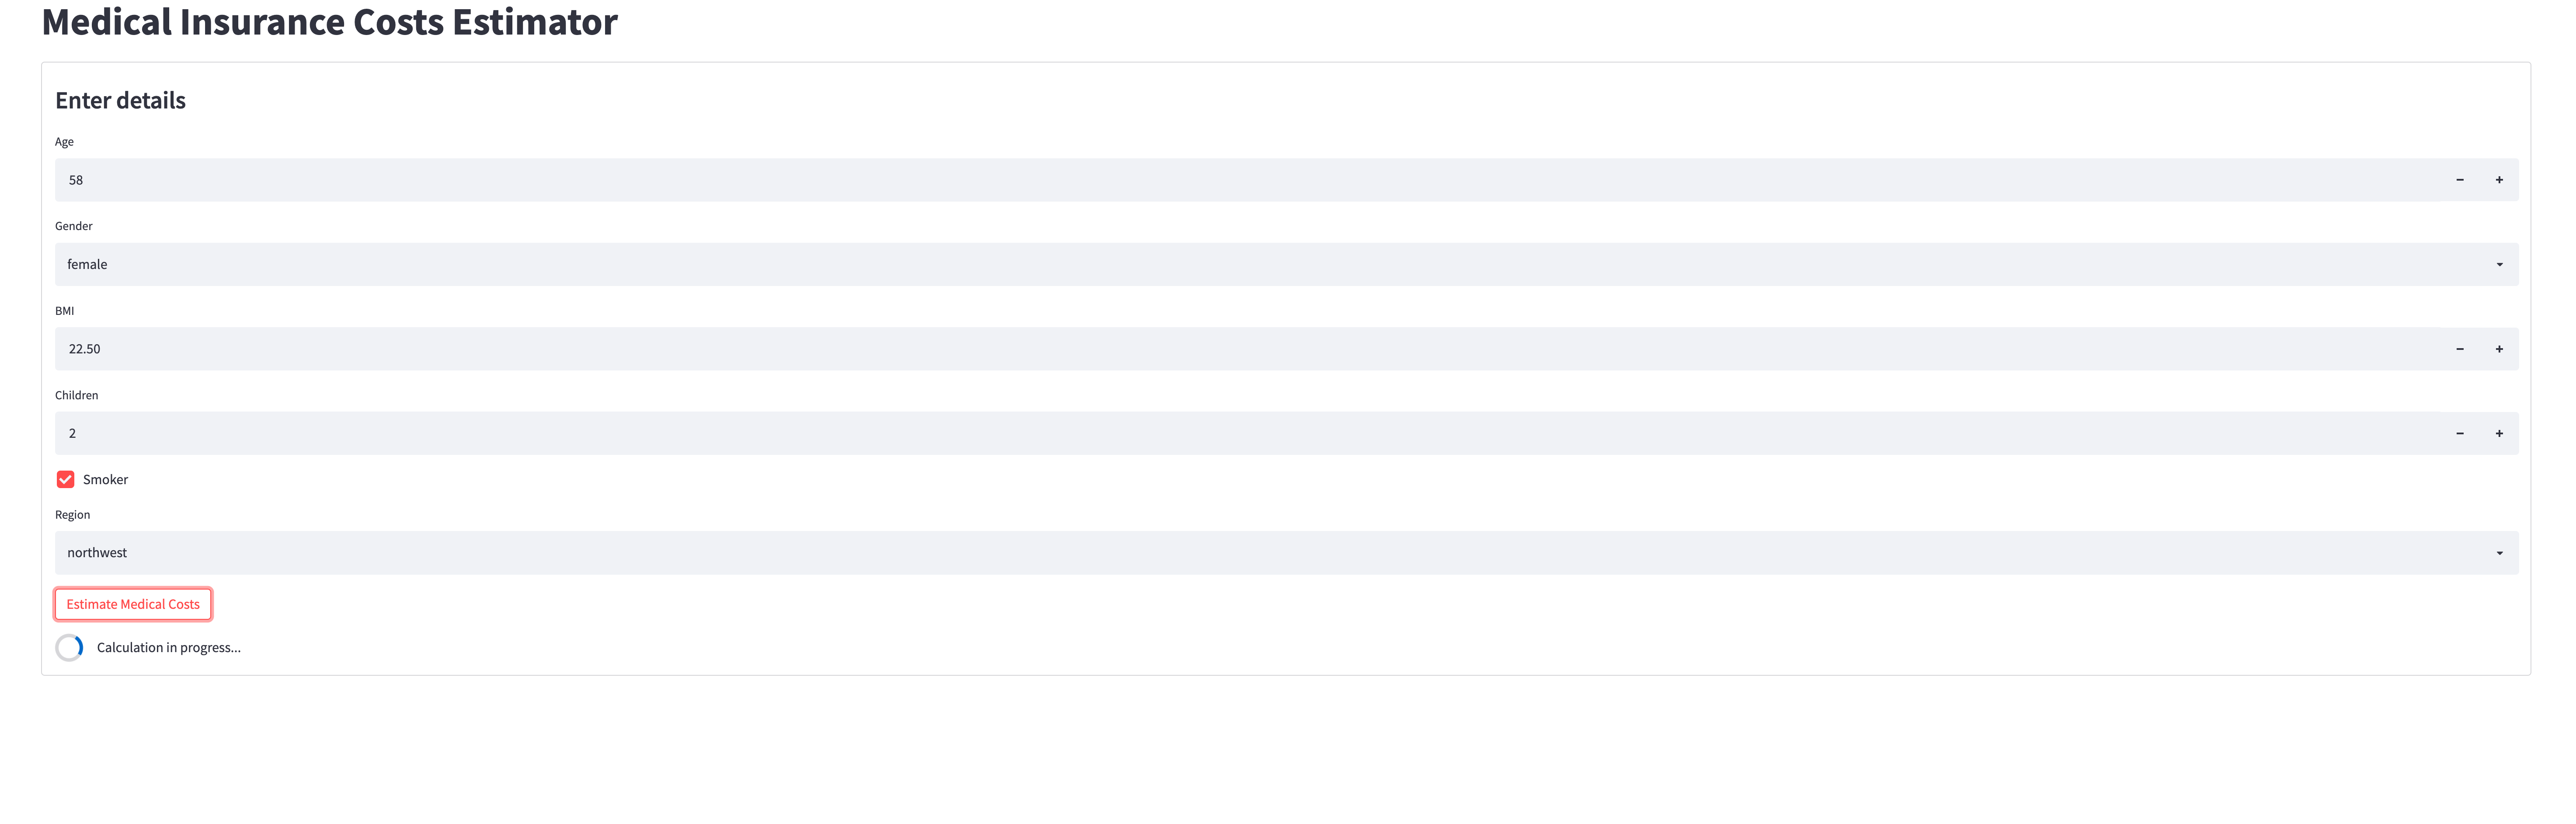 Medical Insurance Costs Estimator
Enter details
Age
58
Gender
female
BMI
22.50
Children
2
Smoker
Region
northwest
Estimate Medical Costs
Calculation in progress...